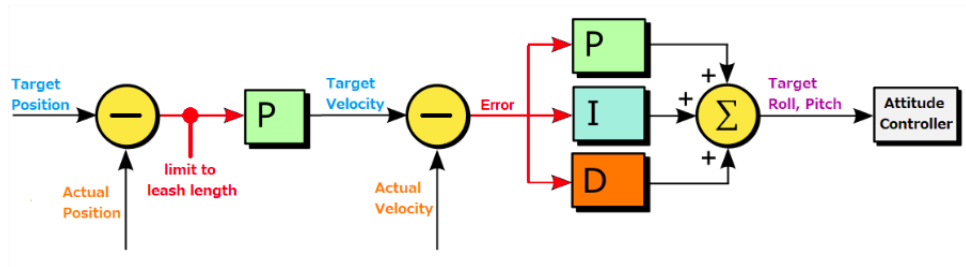 Target
Position
−
limit to
leash length
Actual
Position
P
Target
Velocity
−
Actual
Velocity
Error
P
I
D
+
+
+
Σ
Target
Roll, Pitch
Attitude
Controller